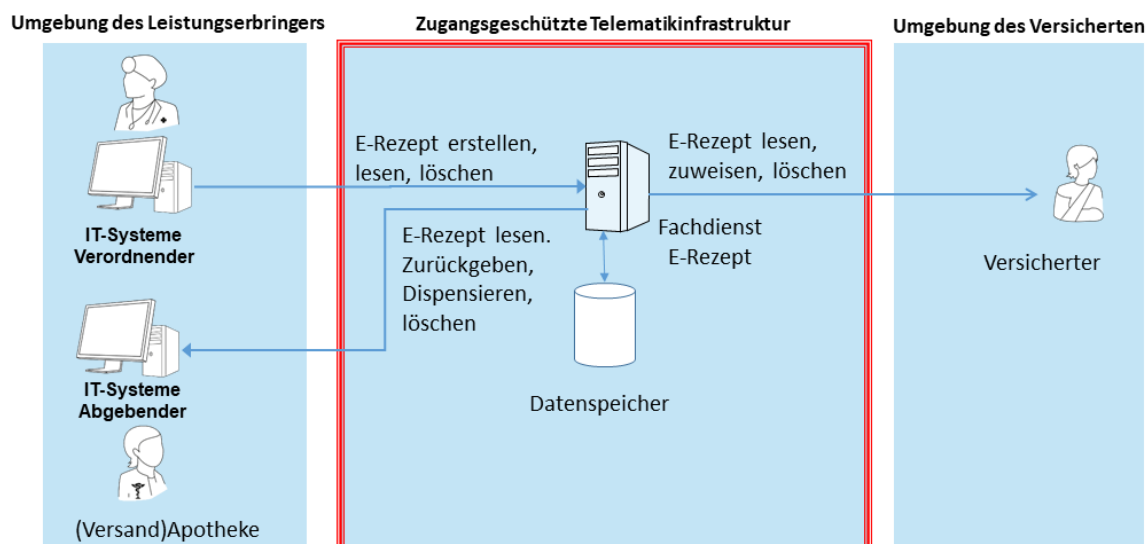 Umgebung des Leistungserbringers
Zugangsgeschützte Telematikinfrastruktur
Umgebung des Versicherten
E-Rezept erstellen,
lesen, löschen
E-Rezept lesen,
zuweisen, löschen
IT-Systeme
Verordnender
E-Rezept lesen.
Zurückgeben,
Dispensieren,
löschen
Fachdienst
E-Rezept
Versicherter
IT-Systeme
Abgebender
Datenspeicher
(Versand)Apotheke